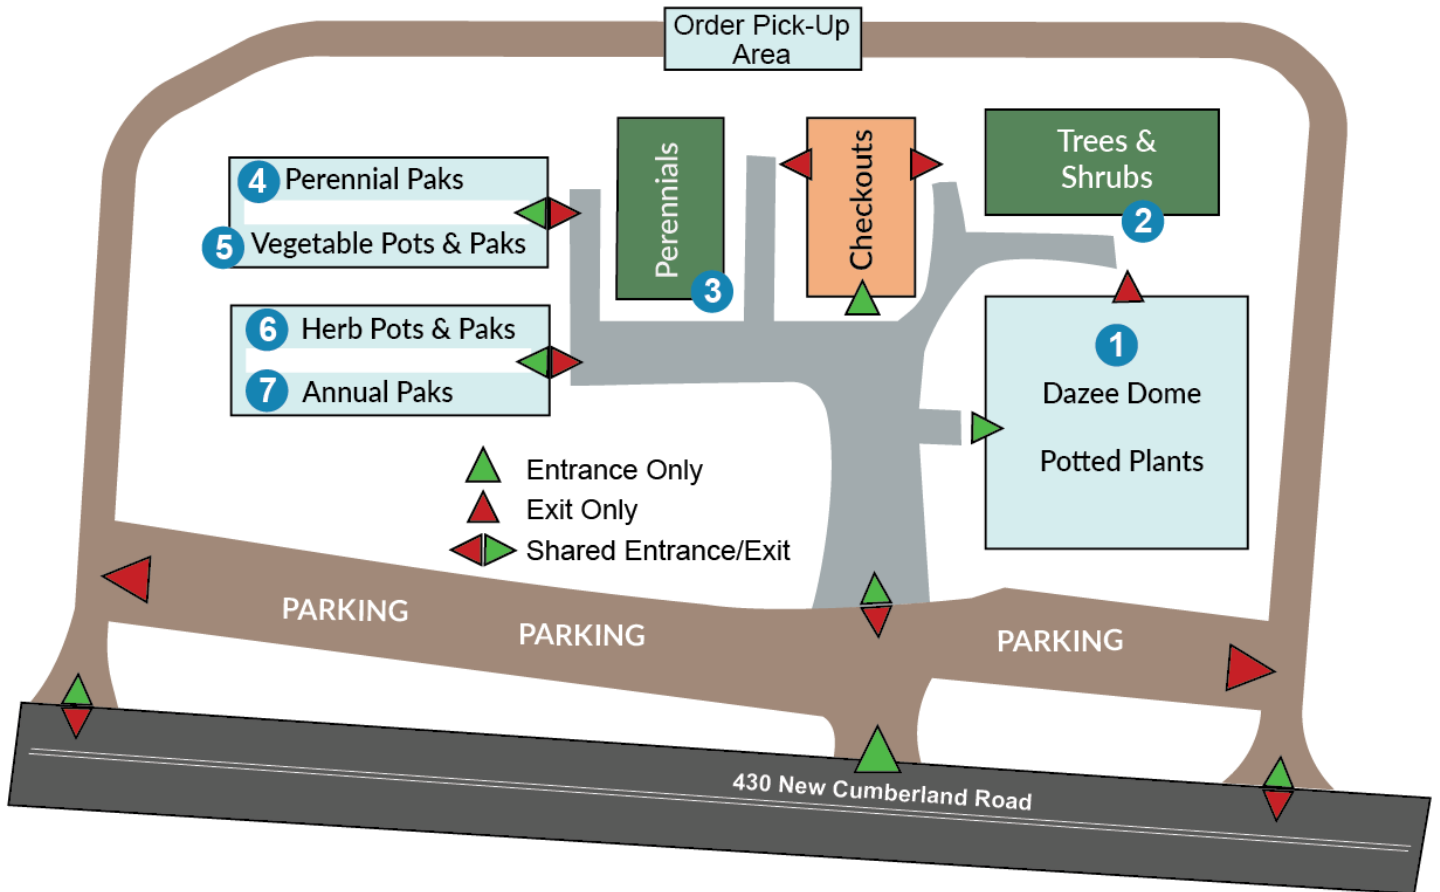 Order Pick-Up
Area
Perennials
3
Checkouts
Trees &
Shrubs
2
4 Perennial Paks
5 Vegetable Pots & Paks
6 Herb Pots & Paks
7 Annual Paks
1
Dazee Dome
Potted Plants
Entrance Only
Exit Only
Shared Entrance/Exit
PARKING
PARKING
PARKING
430 New Cumberland Road